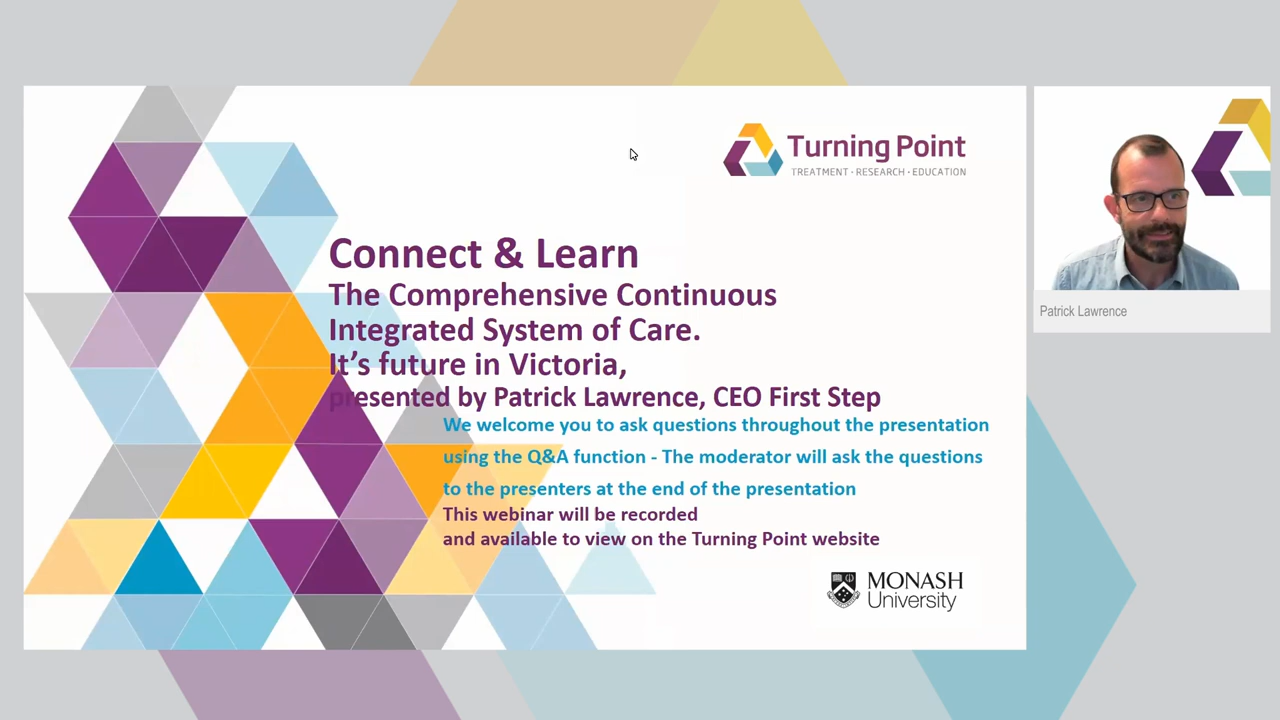 Turning Point
TREATMENT · RESEARCH · EDUCATION
Connect & Learn
The Comprehensive Continuous
Integrated System of Care.
It's future in Victoria,
presented by Patrick Lawrence, CEO First Step
We welcome you to ask questions throughout the presentation
using the Q&A function - The moderator will ask the questions
to the presenters at the end of the presentation
This webinar will be recorded
and available to view on the Turning Point website
MONASH
University
Patrick Lawrence